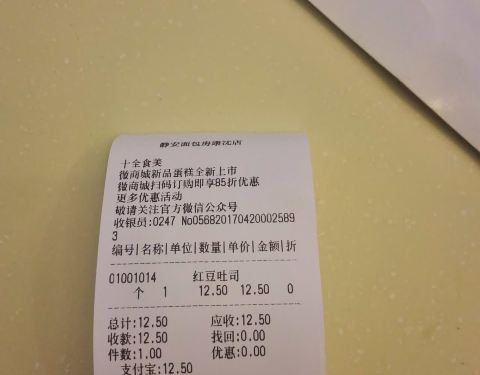 静安面包房康沈店
十全食美
微商城新品蛋糕全新上市
微商城扫码订购即享85折优惠
更多优惠活动
敬请关注官方微信公众号
收银员:0247 No056820170420002589
3
编号|名称|单位|数量|单价|金额|折
01001014 红豆吐司
个 1 12.50 12.50 0
总计:12.50 应收:12.50
收款:12.50 找回:0.00
件数:1.00 优惠:0.00
支付宝:12.50